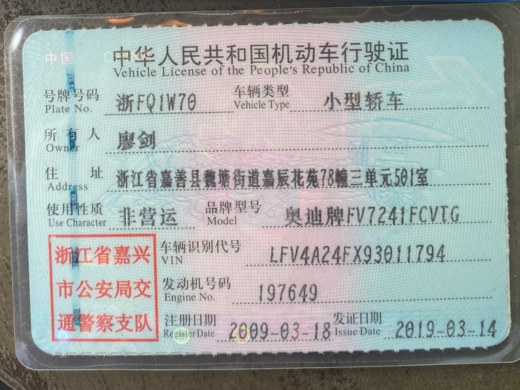 中华人民共和国机动车行驶证
Vehicle License of the People's Republic of China
号牌号码 浙FQ1W70 车辆类型 小型轿车
Plate No. Vehicle Type
所有人 廖剑
Owner
住址 浙江省嘉善县魏塘街道嘉辰花苑78幢三单元501室
Address
使用性质 非营运 品牌型号 奥迪牌FV7241FCVTG
Use Character Model
浙江省嘉兴
市公安局交
通警察支队
车辆识别代号 LFV4A24FX93011794
VIN
发动机号码 197649
Engine No.
注册日期 2009-03-18 发证日期 2019-03-14
Register Date Issue Date